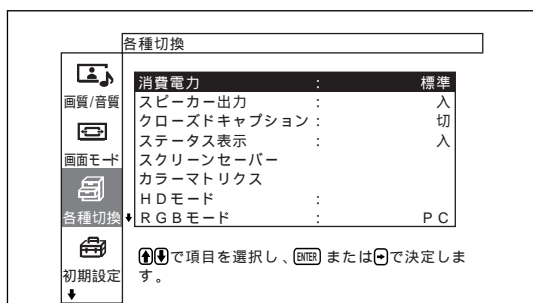 各種切換
画質/音質
画面モード
各種切換
初期設定
消費電力 : 標準
スピーカー出力 : 入
クローズドキャプション : 切
ステータス表示 : 入
スクリーンセーバー
カラーマトリクス
HDモード :
RGBモード : PC
で項目を選択し、ENTER またはで決定しま
す。